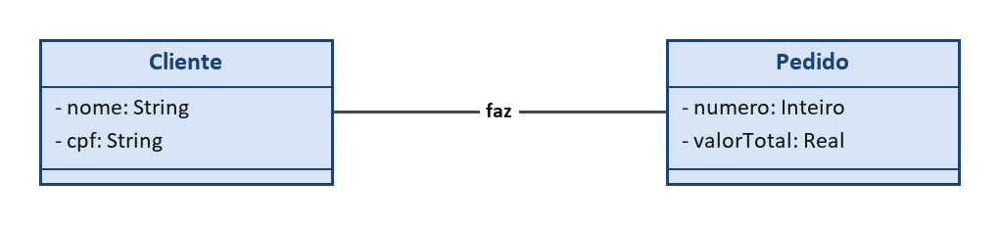 Cliente
- nome: String
- cpf: String
faz
Pedido
- numero: Inteiro
- valorTotal: Real